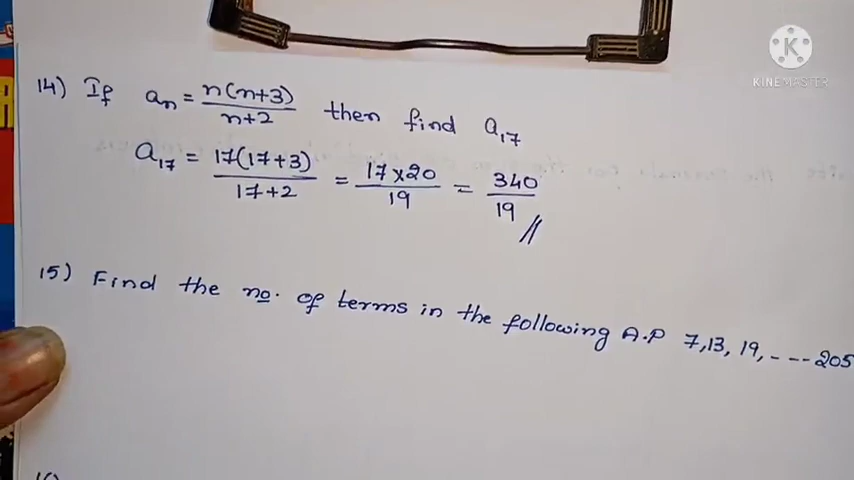 KINEMASTER
14) If aₙ = n(n+3)/n+2 then find a₁₇
a₁₇ = 17(17+3)/17+2 = 17×20/19 = 340/19 //
15) Find the no. of terms in the following A.P 7,13, 19, - - -- 205